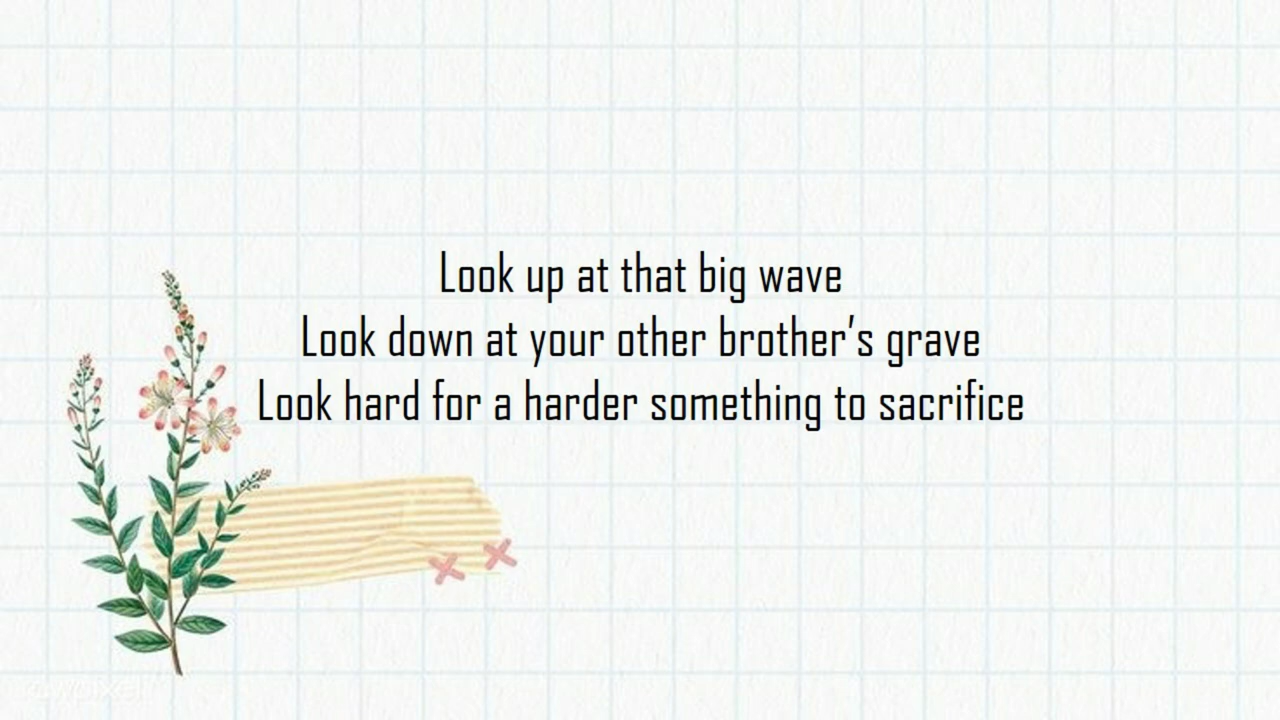 Look up at that big wave
Look down at your other brother's grave
Look hard for a harder something to sacrifice